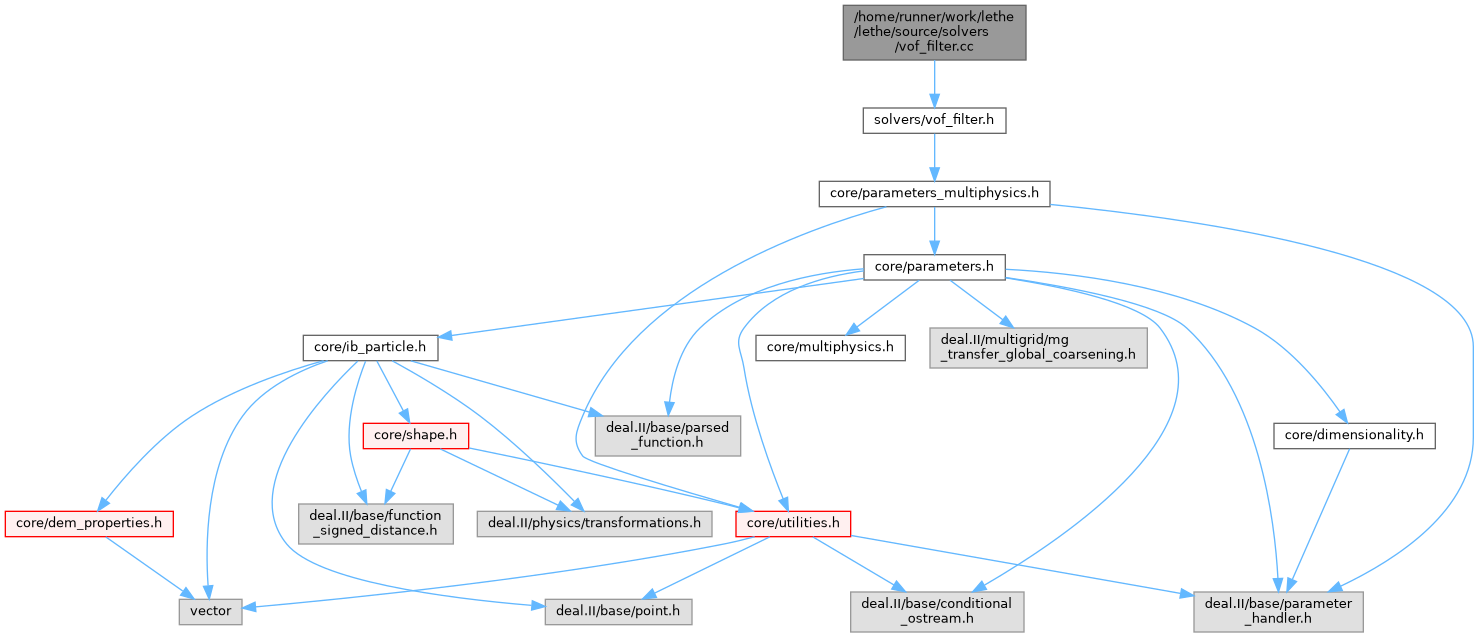 /home/runner/work/lethe
/lethe/source/solvers
/vof_filter.cc
solvers/vof_filter.h
core/parameters_multiphysics.h
core/parameters.h
core/ib_particle.h
core/multiphysics.h
deal.II/multigrid/mg
_transfer_global_coarsening.h
core/shape.h
deal.II/base/parsed
_function.h
core/dimensionality.h
core/dem_properties.h
deal.II/base/function
_signed_distance.h
deal.II/physics/transformations.h
core/utilities.h
vector
deal.II/base/point.h
deal.II/base/conditional
_ostream.h
deal.II/base/parameter
_handler.h